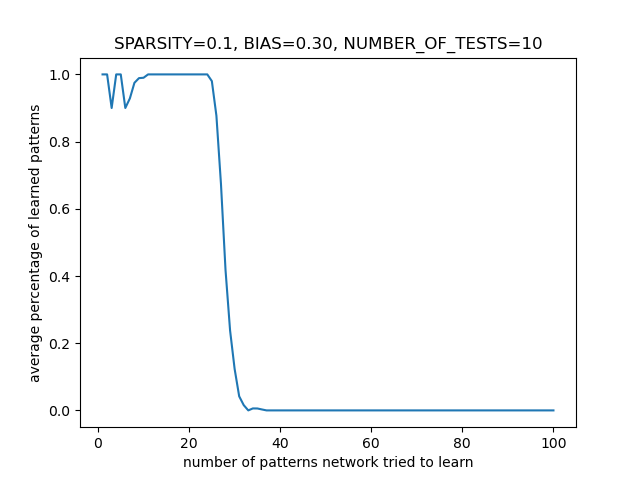 SPARSITY=0.1, BIAS=0.30, NUMBER_OF_TESTS=10
average percentage of learned patterns
1.0
0.8
0.6
0.4
0.2
0.0
0 20 40 60 80 100
number of patterns network tried to learn